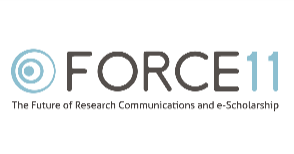 FORCE11
The Future of Research Communications and e-Scholarship